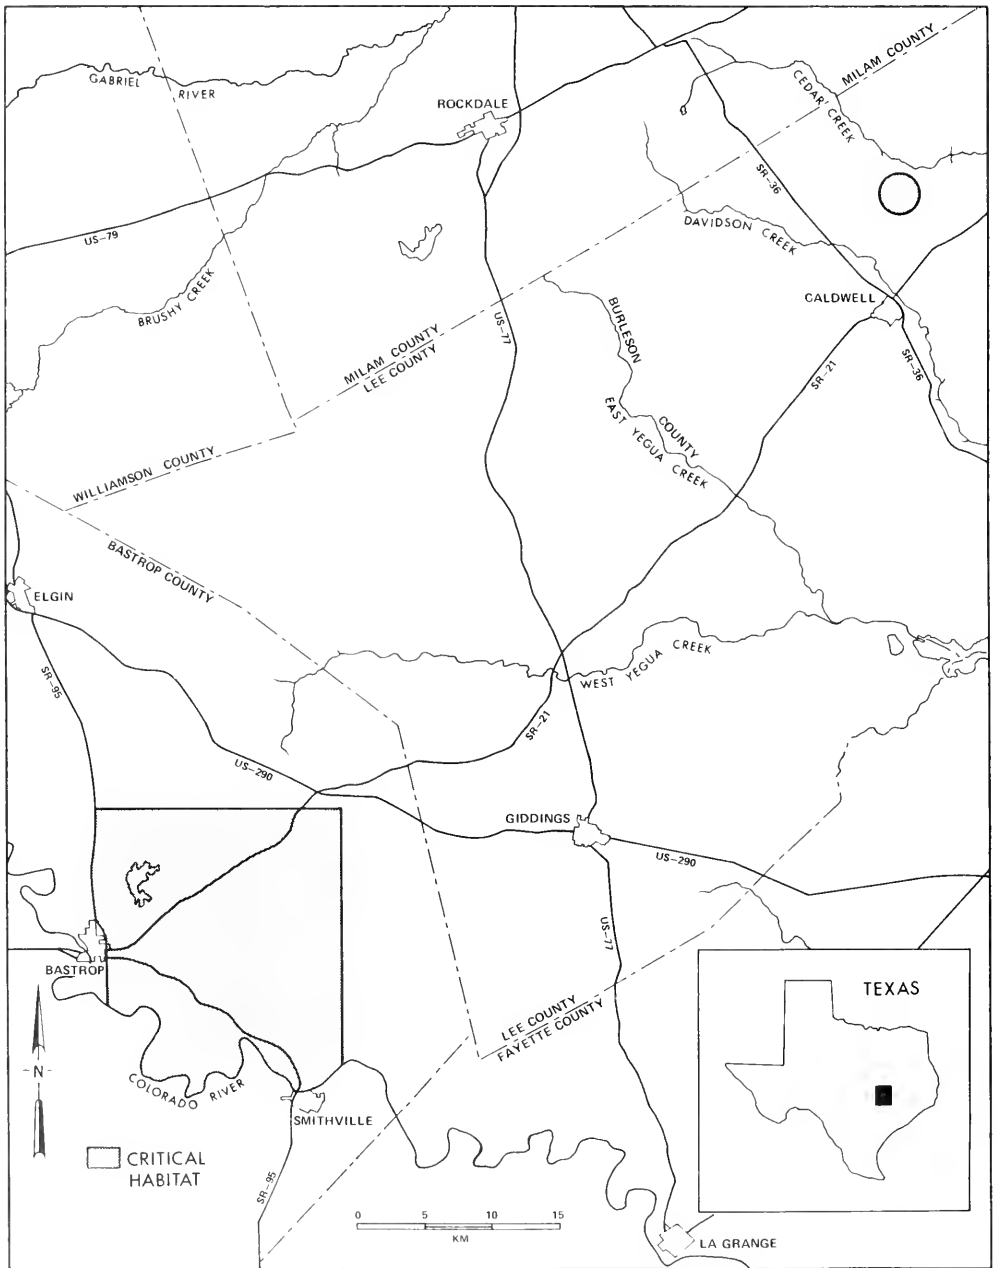 GABRIEL RIVER
ROCKDALE
MILAM COUNTY
CEDAR CREEK
SR-36
US-79
BRUSHY CREEK
DAVIDSON CREEK
CALDWELL
BURLESON COUNTY
US-77
MILAM COUNTY
LEE COUNTY
SR-21
SR-36
EAST YEGUA CREEK
WILLIAMSON COUNTY
BASTROP COUNTY
ELGIN
SR-95
WEST YEGUA CREEK
SR-21
US-290
GIDDINGS
US-290
US-77
BASTROP
TEXAS
LEE COUNTY
FAYETTE COUNTY
N
COLORADO RIVER
SMITHVILLE
CRITICAL
HABITAT
SR-95
0 5 10 15
KM
LA GRANGE